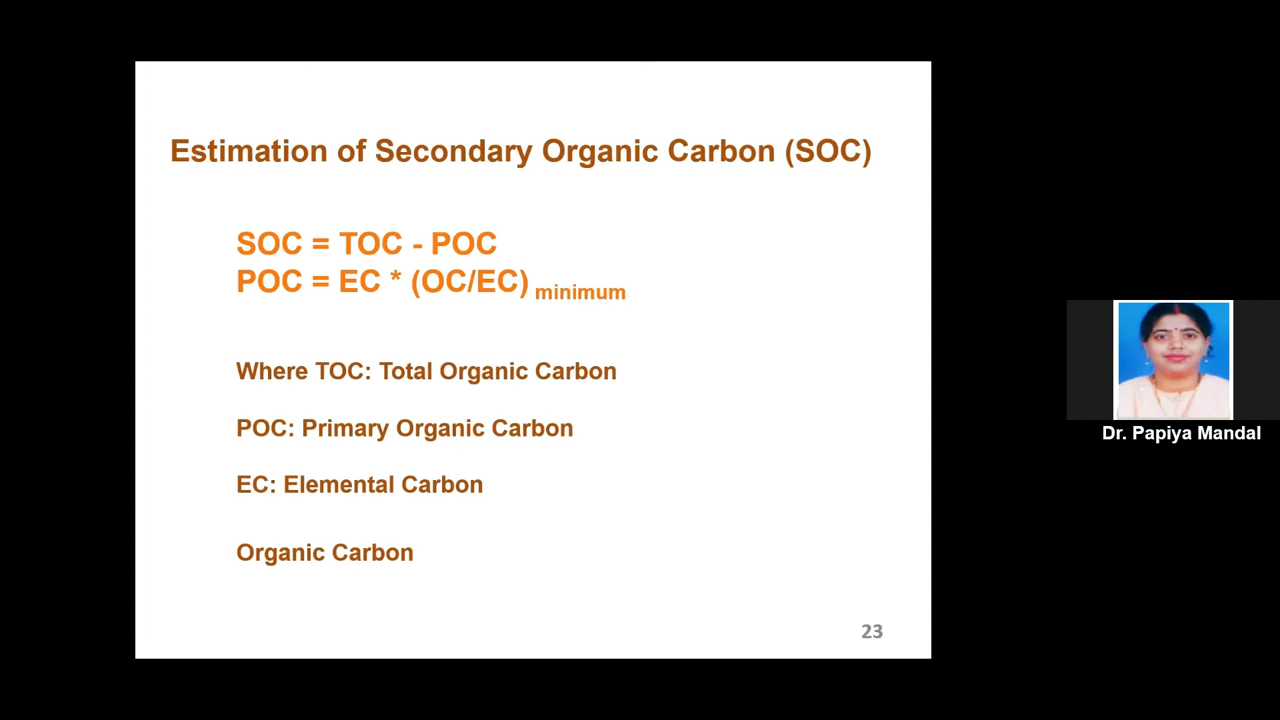 Estimation of Secondary Organic Carbon (SOC)
SOC = TOC - POC
POC = EC * (OC/EC) minimum
Where TOC: Total Organic Carbon
POC: Primary Organic Carbon
EC: Elemental Carbon
Organic Carbon
23
Dr. Papiya Mandal